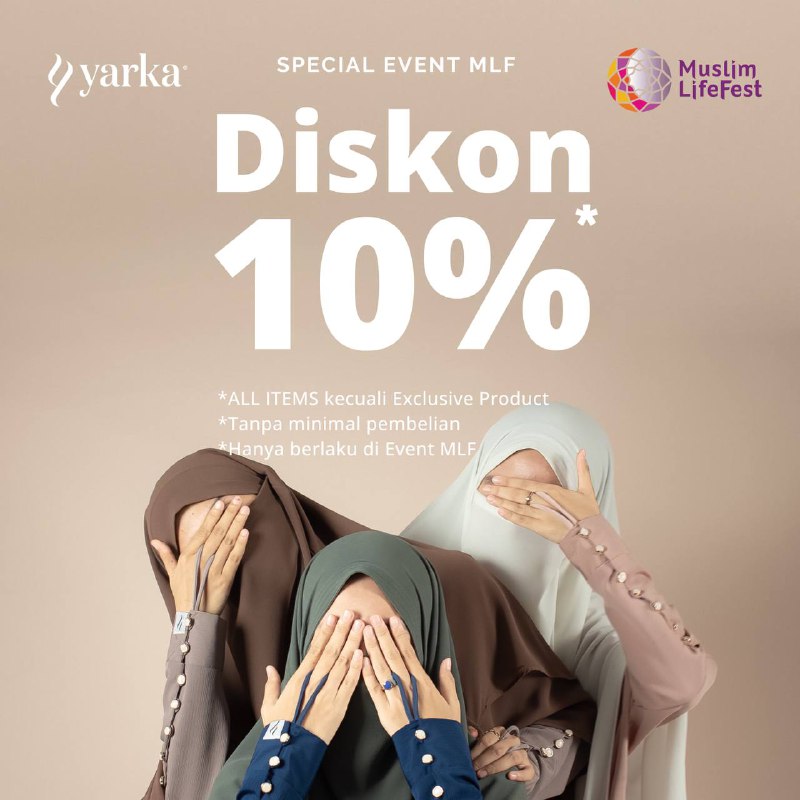 yarka
SPECIAL EVENT MLF
Muslim
LifeFest
Diskon
10%*
*ALL ITEMS kecuali Exclusive Product
*Tanpa minimal pembelian
*Hanya berlaku di Event MLF